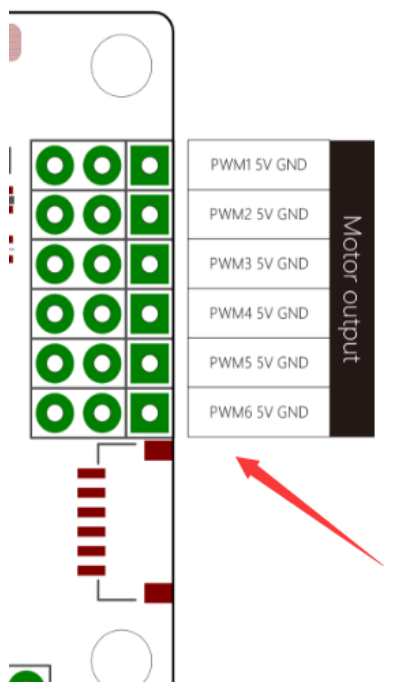 PWM1 5V GND
PWM2 5V GND
PWM3 5V GND
PWM4 5V GND
PWM5 5V GND
PWM6 5V GND
Motor output